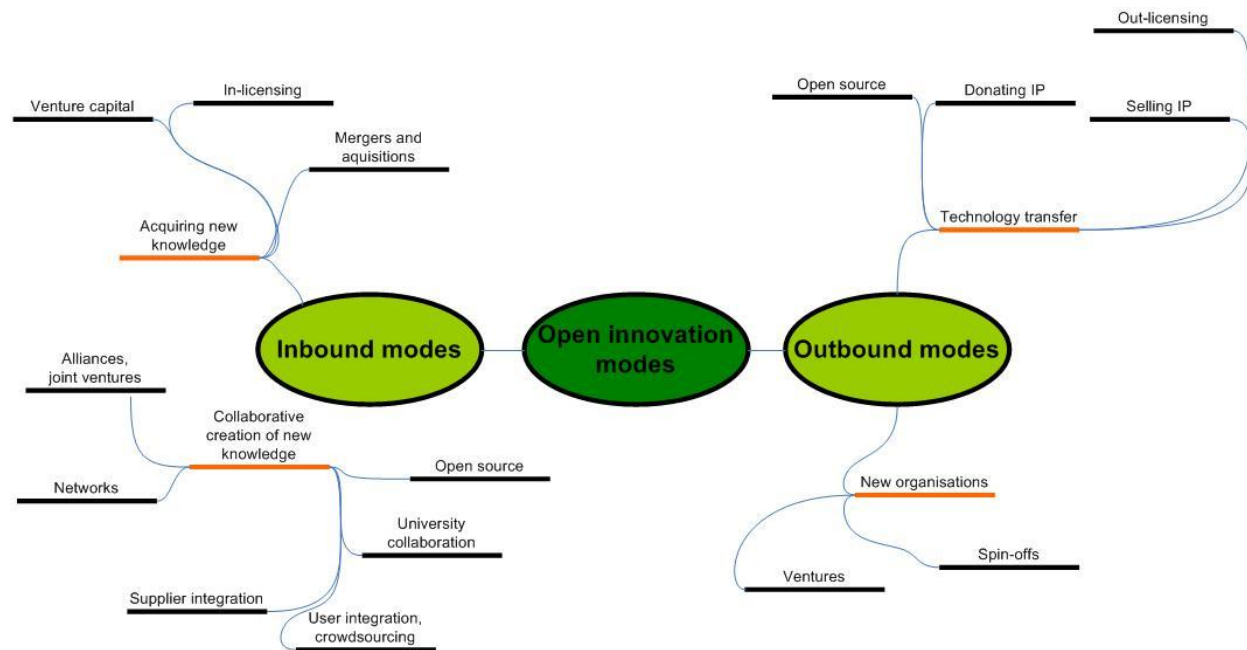 Out-licensing
Venture capital
In-licensing
Open source
Donating IP
Selling IP
Mergers and
aquisitions
Acquiring new
knowledge
Technology transfer
Inbound modes
Open innovation
modes
Outbound modes
Alliances,
joint ventures
Collaborative
creation of new
knowledge
Networks
Open source
University
collaboration
Supplier integration
User integration,
crowdsourcing
New organisations
Ventures
Spin-offs